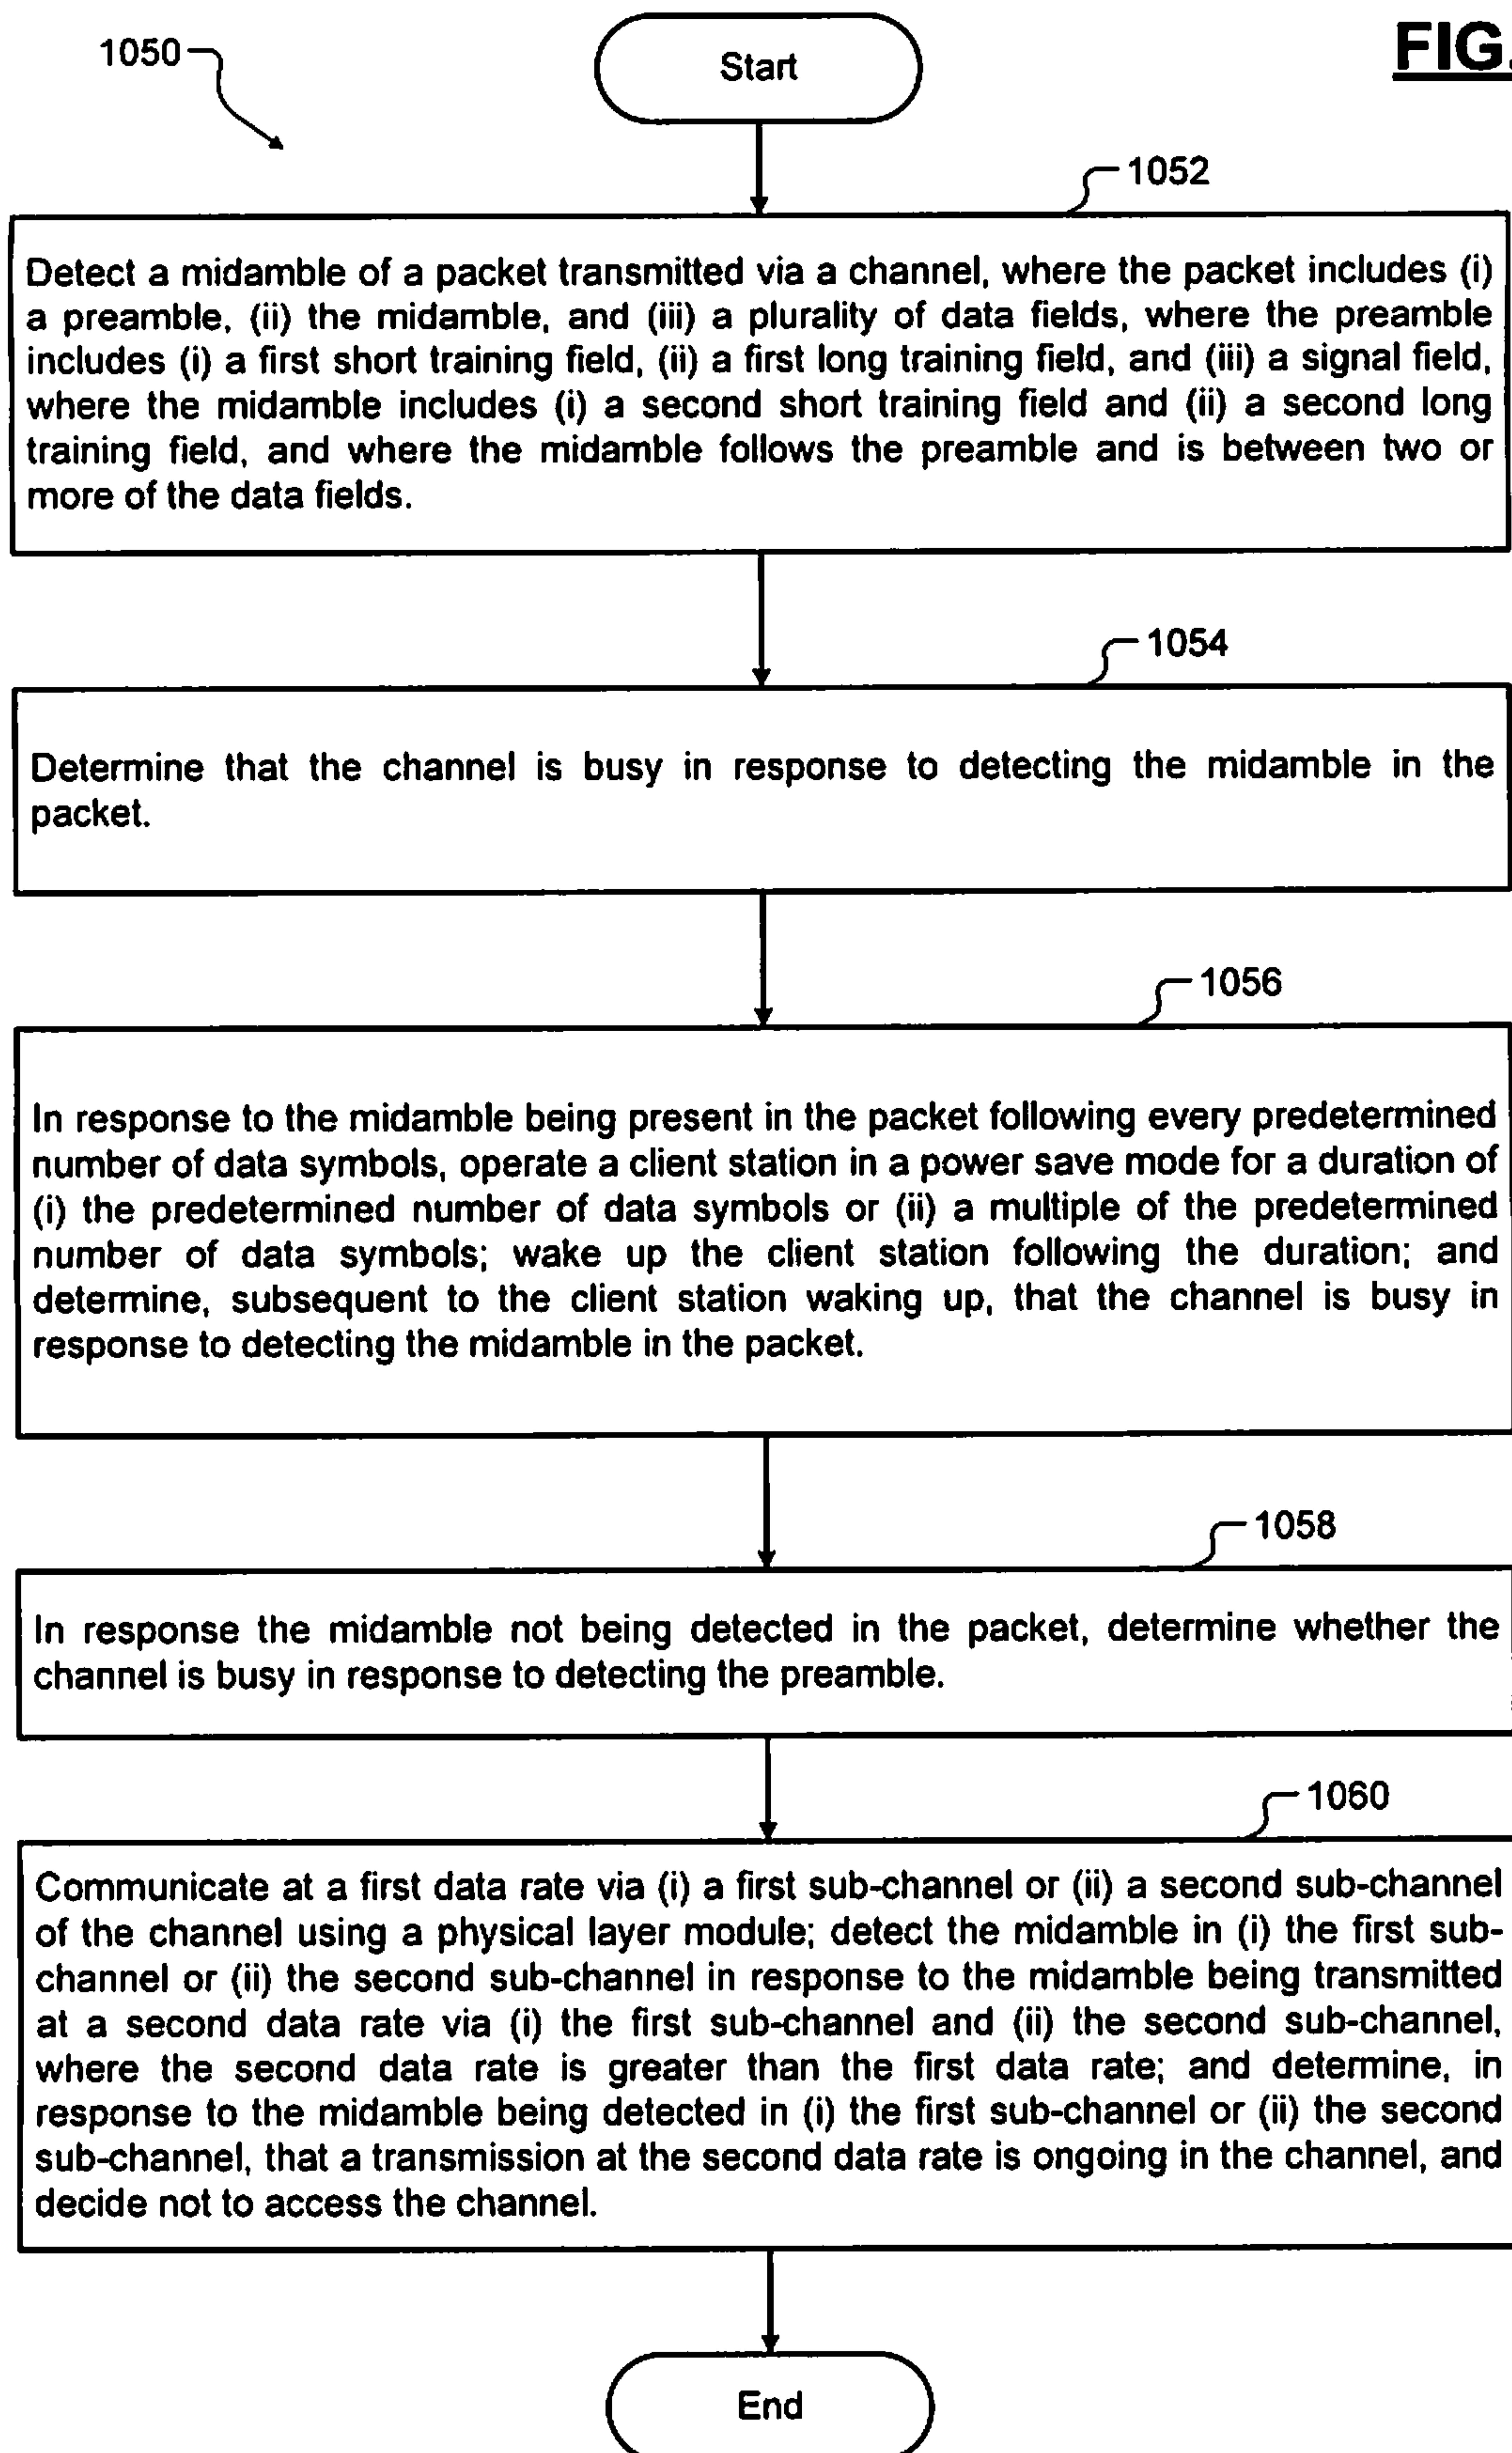 1050
Start
FIG.
1052
Detect a midamble of a packet transmitted via a channel, where the packet includes (i)
a preamble, (ii) the midamble, and (iii) a plurality of data fields, where the preamble
includes (i) a first short training field, (ii) a first long training field, and (iii) a signal field,
where the midamble includes (i) a second short training field and (ii) a second long
training field, and where the midamble follows the preamble and is between two or
more of the data fields.
1054
Determine that the channel is busy in response to detecting the midamble in the
packet.
1056
In response to the midamble being present in the packet following every predetermined
number of data symbols, operate a client station in a power save mode for a duration of
(i) the predetermined number of data symbols or (ii) a multiple of the predetermined
number of data symbols; wake up the client station following the duration; and
determine, subsequent to the client station waking up, that the channel is busy in
response to detecting the midamble in the packet.
1058
In response the midamble not being detected in the packet, determine whether the
channel is busy in response to detecting the preamble.
1060
Communicate at a first data rate via (i) a first sub-channel or (ii) a second sub-channel
of the channel using a physical layer module; detect the midamble in (i) the first sub-
channel or (ii) the second sub-channel in response to the midamble being transmitted
at a second data rate via (i) the first sub-channel and (ii) the second sub-channel,
where the second data rate is greater than the first data rate; and determine, in
response to the midamble being detected in (i) the first sub-channel or (ii) the second
sub-channel, that a transmission at the second data rate is ongoing in the channel, and
decide not to access the channel.
End